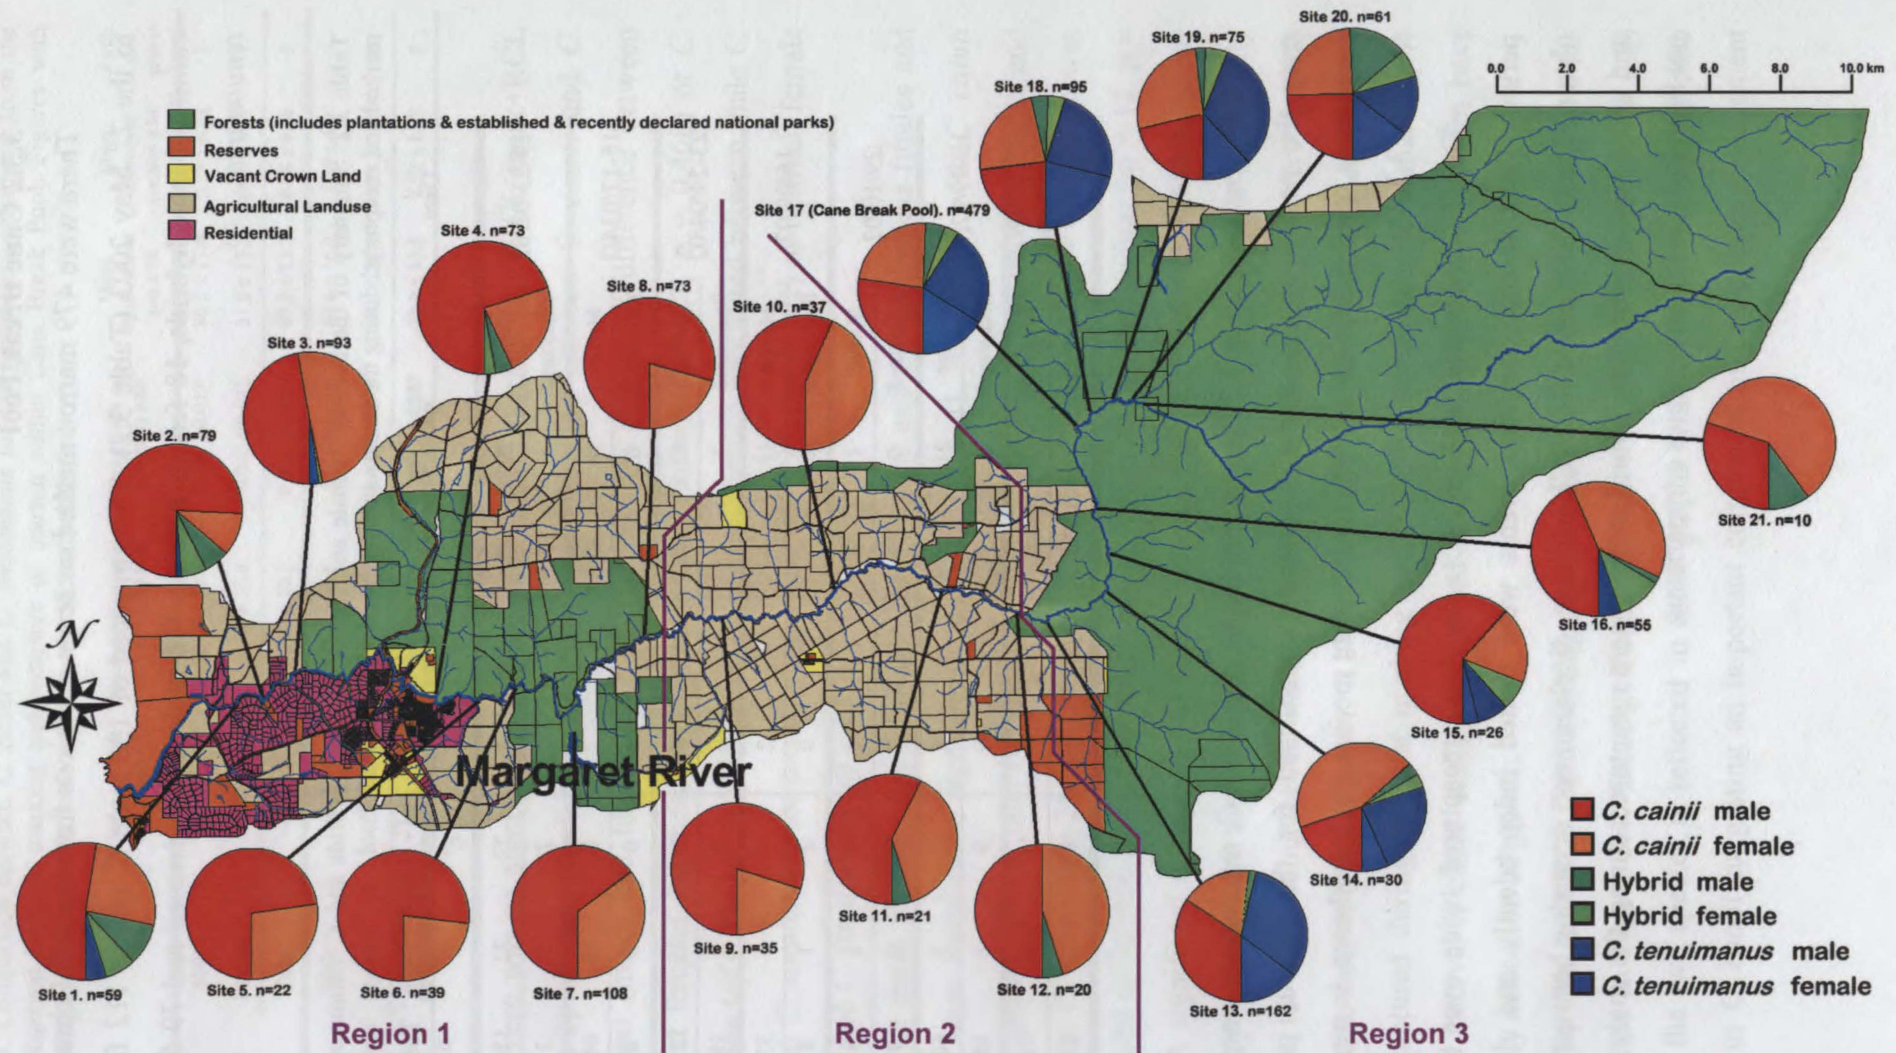 Site 20. n=61
Site 19. n=75
0.0 2.0 4.0 6.0 8.0 10.0 km
Site 18. n=95
Forests (includes plantations & established & recently declared national parks)
Reserves
Vacant Crown Land
Agricultural Landuse
Residential
Site 17 (Cane Break Pool). n=479
Site 4. n=73
Site 8. n=73
Site 10. n=37
Site 3. n=93
Site 2. n=79
Site 21. n=10
Site 16. n=55
N
Site 15. n=26
Margaret River
Site 14. n=30
C. cainii male
C. cainii female
Hybrid male
Hybrid female
C. tenuimanus male
C. tenuimanus female
Site 11. n=21
Site 9. n=35
Site 1. n=59
Site 5. n=22
Site 6. n=39
Site 7. n=108
Site 12. n=20
Site 13. n=162
Region 1
Region 2
Region 3